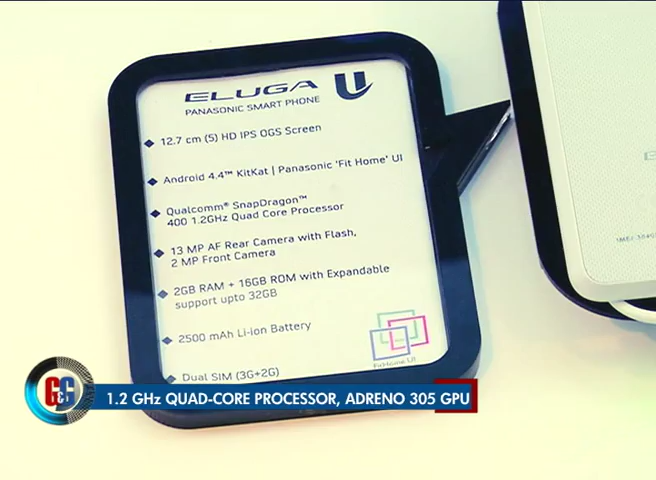 ELUGA U
PANASONIC SMART PHONE
12.7 cm (5) HD IPS OGS Screen
Android 4.4™ KitKat | Panasonic 'Fit Home' UI
Qualcomm® SnapDragon™
400 1.2GHz Quad Core Processor
13 MP AF Rear Camera with Flash,
2 MP Front Camera
2GB RAM + 16GB ROM with Expandable
support upto 32GB
2500 mAh Li-ion Battery
FitHome UI
Dual SIM (3G+2G)
G&G
1.2 GHz QUAD-CORE PROCESSOR, ADRENO 305 GPU